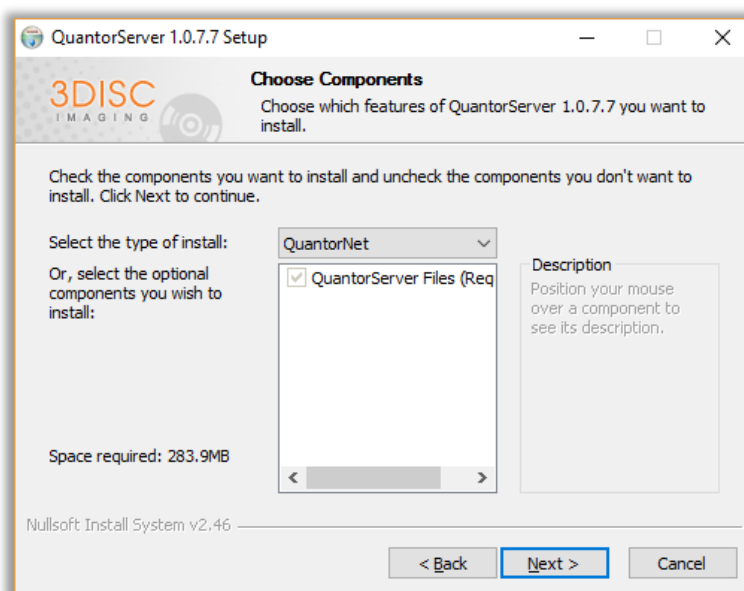 QuantorServer 1.0.7.7 Setup
3DISC
IMAGING
Choose Components
Choose which features of QuantorServer 1.0.7.7 you want to
install.
Check the components you want to install and uncheck the components you don't want to
install. Click Next to continue.
Select the type of install:
QuantorNet
Or, select the optional
components you wish to
install:
QuantorServer Files (Req
Description
Position your mouse
over a component to
see its description.
Space required: 283.9MB
Nullsoft Install System v2.46
< Back
Next >
Cancel